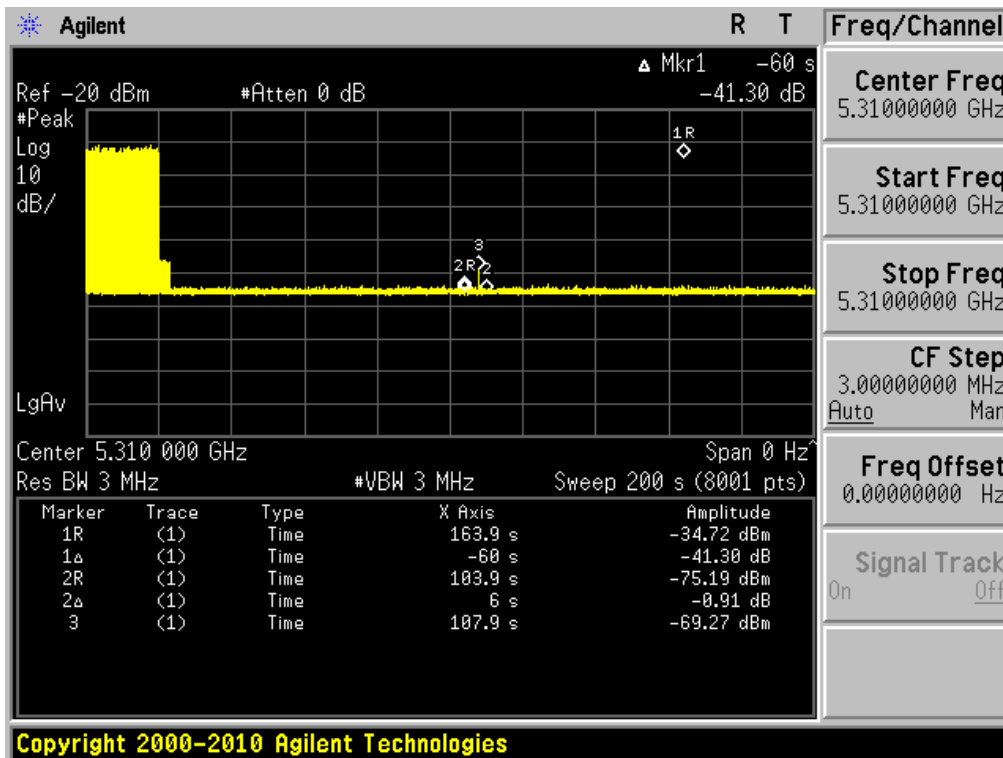 Agilent R T
Freq/Channel
Δ Mkr1 -60 s
Ref -20 dBm #Atten 0 dB -41.30 dB
#Peak
Log
10
dB/
1R
3
2R 2
LgAv
Center 5.310 000 GHz Span 0 Hz^
Res BW 3 MHz #VBW 3 MHz Sweep 200 s (8001 pts)
Marker Trace Type X Axis Amplitude
1R (1) Time 163.9 s -34.72 dBm
1Δ (1) Time -60 s -41.30 dB
2R (1) Time 103.9 s -75.19 dBm
2Δ (1) Time 6 s -0.91 dB
3 (1) Time 107.9 s -69.27 dBm
Center Freq
5.31000000 GHz
Start Freq
5.31000000 GHz
Stop Freq
5.31000000 GHz
CF Step
3.00000000 MHz
Auto Man
Freq Offset
0.00000000 Hz
Signal Track
On Off
Copyright 2000-2010 Agilent Technologies